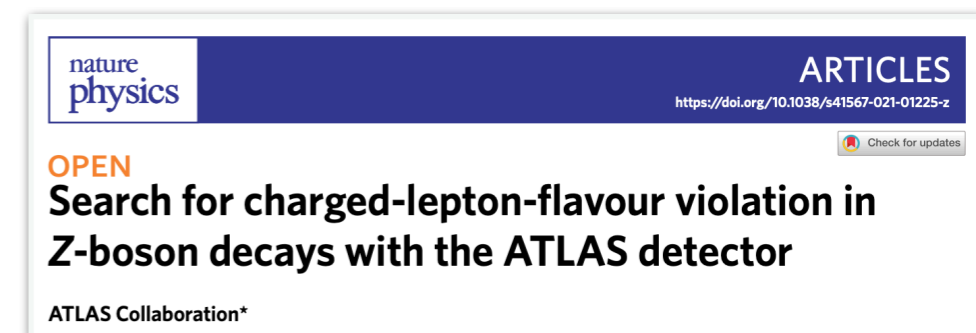 nature
physics
ARTICLES
https://doi.org/10.1038/s41567-021-01225-z
Check for updates
OPEN
Search for charged-lepton-flavour violation in
Z-boson decays with the ATLAS detector
ATLAS Collaboration*